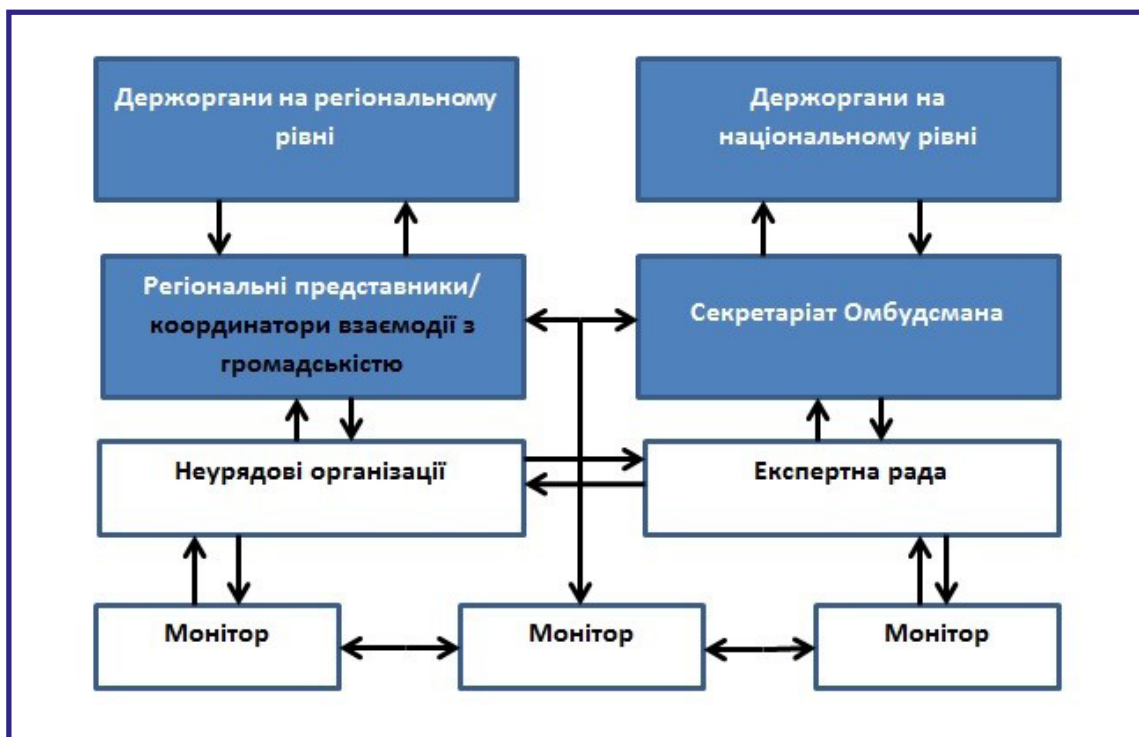 Держоргани на регіональному
рівні
Держоргани на
національному рівні
Регіональні представники/
координатори взаємодії з
громадськістю
Секретаріат Омбудсмана
Неурядові організації
Експертна рада
Монітор
Монітор
Монітор